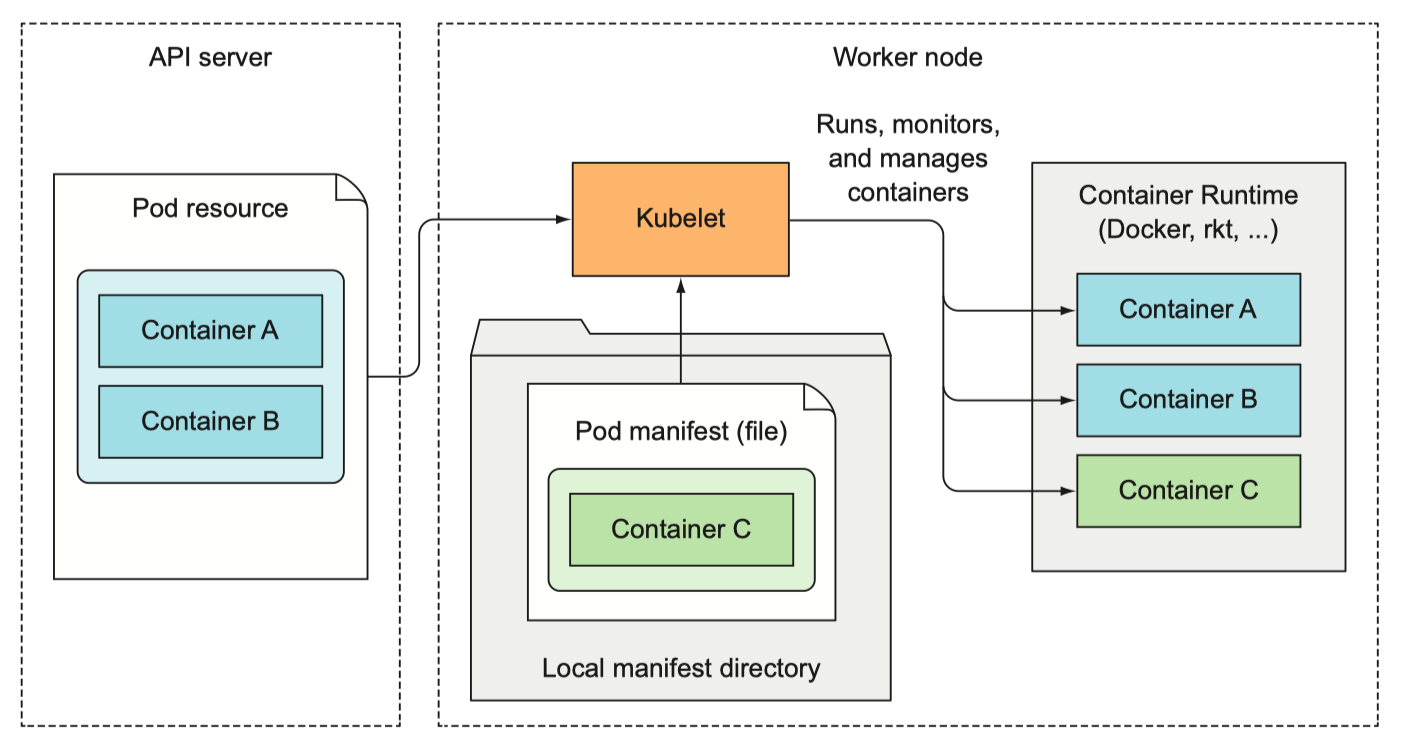 API server
Pod resource
Container A
Container B
Worker node
Kubelet
Runs, monitors,
and manages
containers
Pod manifest (file)
Container C
Local manifest directory
Container Runtime
(Docker, rkt, ...)
Container A
Container B
Container C